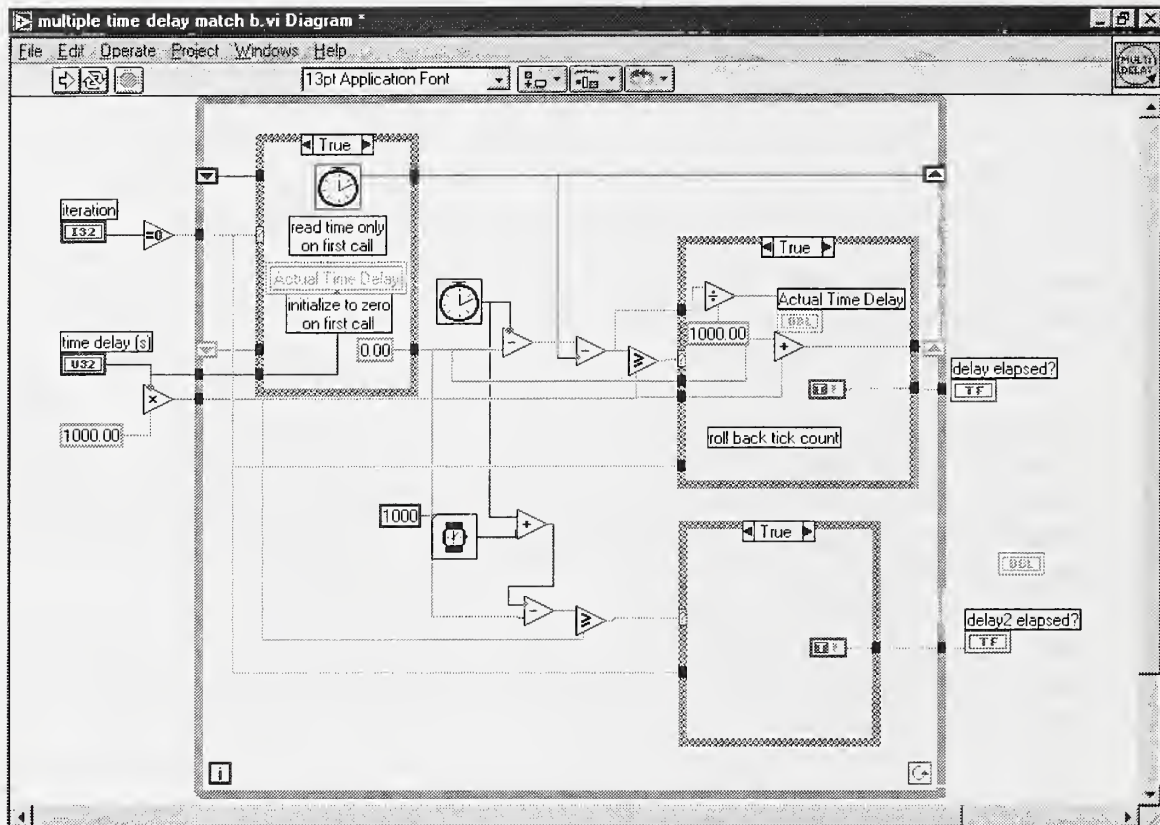 multiple time delay match b.vi Diagram *
File Edit Operate Project Windows Help
13pt Application Font
MULTI
DELAY
True
iteration
I32
=0
read time only
on first call
Actual Time Delay
initialize to zero
on first call
0.00
time delay (s)
U32
×
1000.00
True
÷
Actual Time Delay
DBL
1000.00
+
−
−
≥
roll back tick count
delay elapsed?
TF
1000
+
−
≥
True
DBL
delay2 elapsed?
TF
i